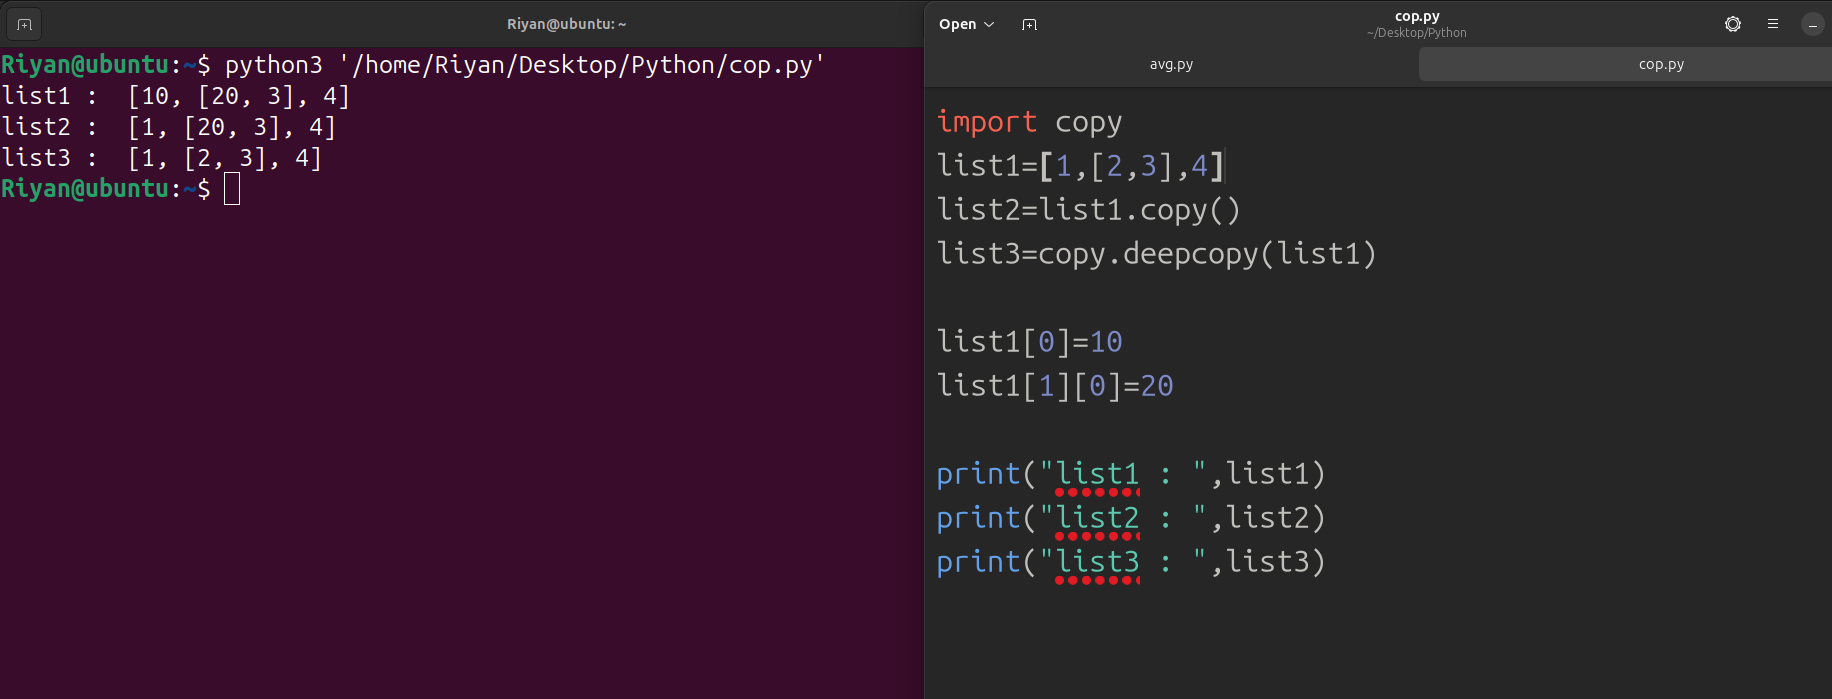 Riyan@ubuntu: ~
Riyan@ubuntu:~$ python3 '/home/Riyan/Desktop/Python/cop.py'
list1 :  [10, [20, 3], 4]
list2 :  [1, [20, 3], 4]
list3 :  [1, [2, 3], 4]
Riyan@ubuntu:~$
Open
cop.py
~/Desktop/Python
avg.py
cop.py
import copy
list1=[1,[2,3],4]
list2=list1.copy()
list3=copy.deepcopy(list1)
list1[0]=10
list1[1][0]=20
print("list1 : ",list1)
print("list2 : ",list2)
print("list3 : ",list3)